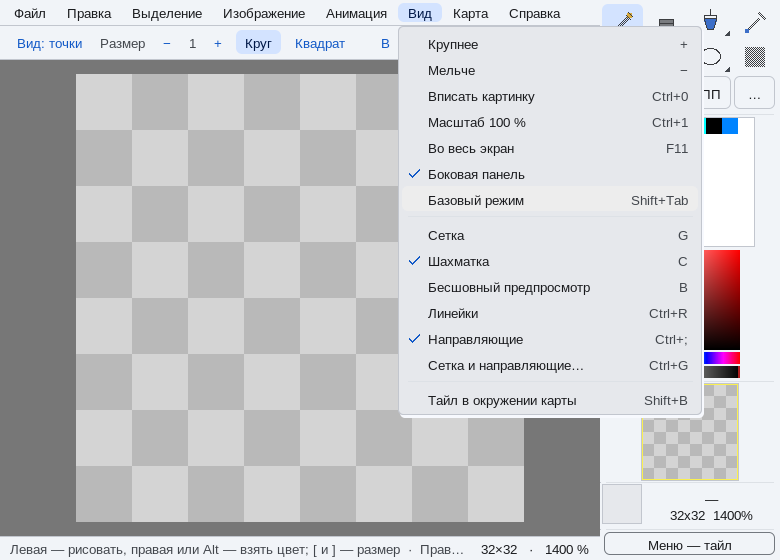 Файл Правка Выделение Изображение Анимация Вид Карта Справка
Вид: точки Размер − 1 + Круг Квадрат В
Крупнее +
Мельче −
Вписать картинку Ctrl+0
Масштаб 100 % Ctrl+1
Во весь экран F11
Боковая панель
Базовый режим Shift+Tab
Сетка G
Шахматка C
Бесшовный предпросмотр B
Линейки Ctrl+R
Направляющие Ctrl+;
Сетка и направляющие… Ctrl+G
Тайл в окружении карты Shift+B
ПП …
—
32x32 1400%
Меню — тайл
Левая — рисовать, правая или Alt — взять цвет; [ и ] — размер · Прав… 32×32 · 1400 %